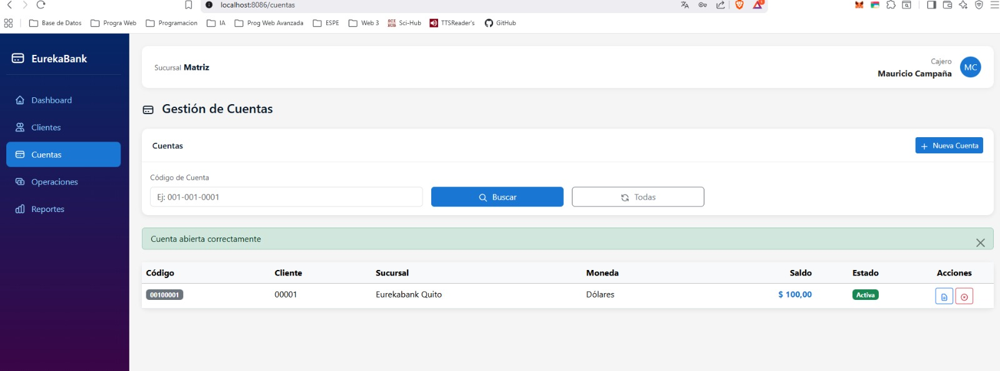 localhost:8086/cuentas
Base de Datos Progra Web Programacion IA Prog Web Avanzada ESPE Web 3 SCI HUB Sci-Hub TTSReader's GitHub
EurekaBank
Dashboard
Clientes
Cuentas
Operaciones
Reportes
Sucursal Matriz
Cajero
Mauricio Campaña
MC
Gestión de Cuentas
Cuentas
Nueva Cuenta
Código de Cuenta
Ej: 001-001-0001
Buscar
Todas
Cuenta abierta correctamente
Código Cliente Sucursal Moneda Saldo Estado Acciones
00100001 00001 Eurekabank Quito Dólares $ 100,00 Activa